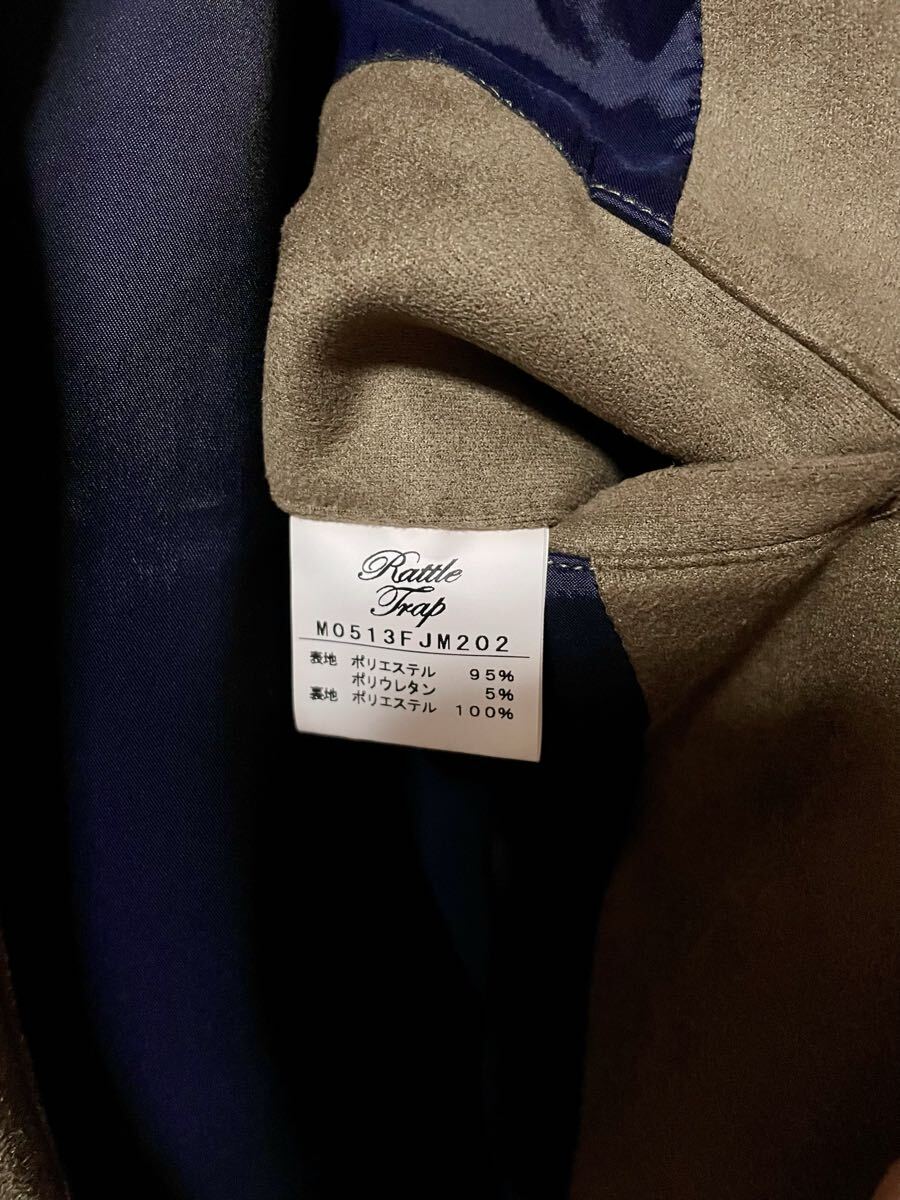 Rattle
Trap
M0513FJM202
表地 ポリエステル 95%
ポリウレタン 5%
裏地 ポリエステル 100%